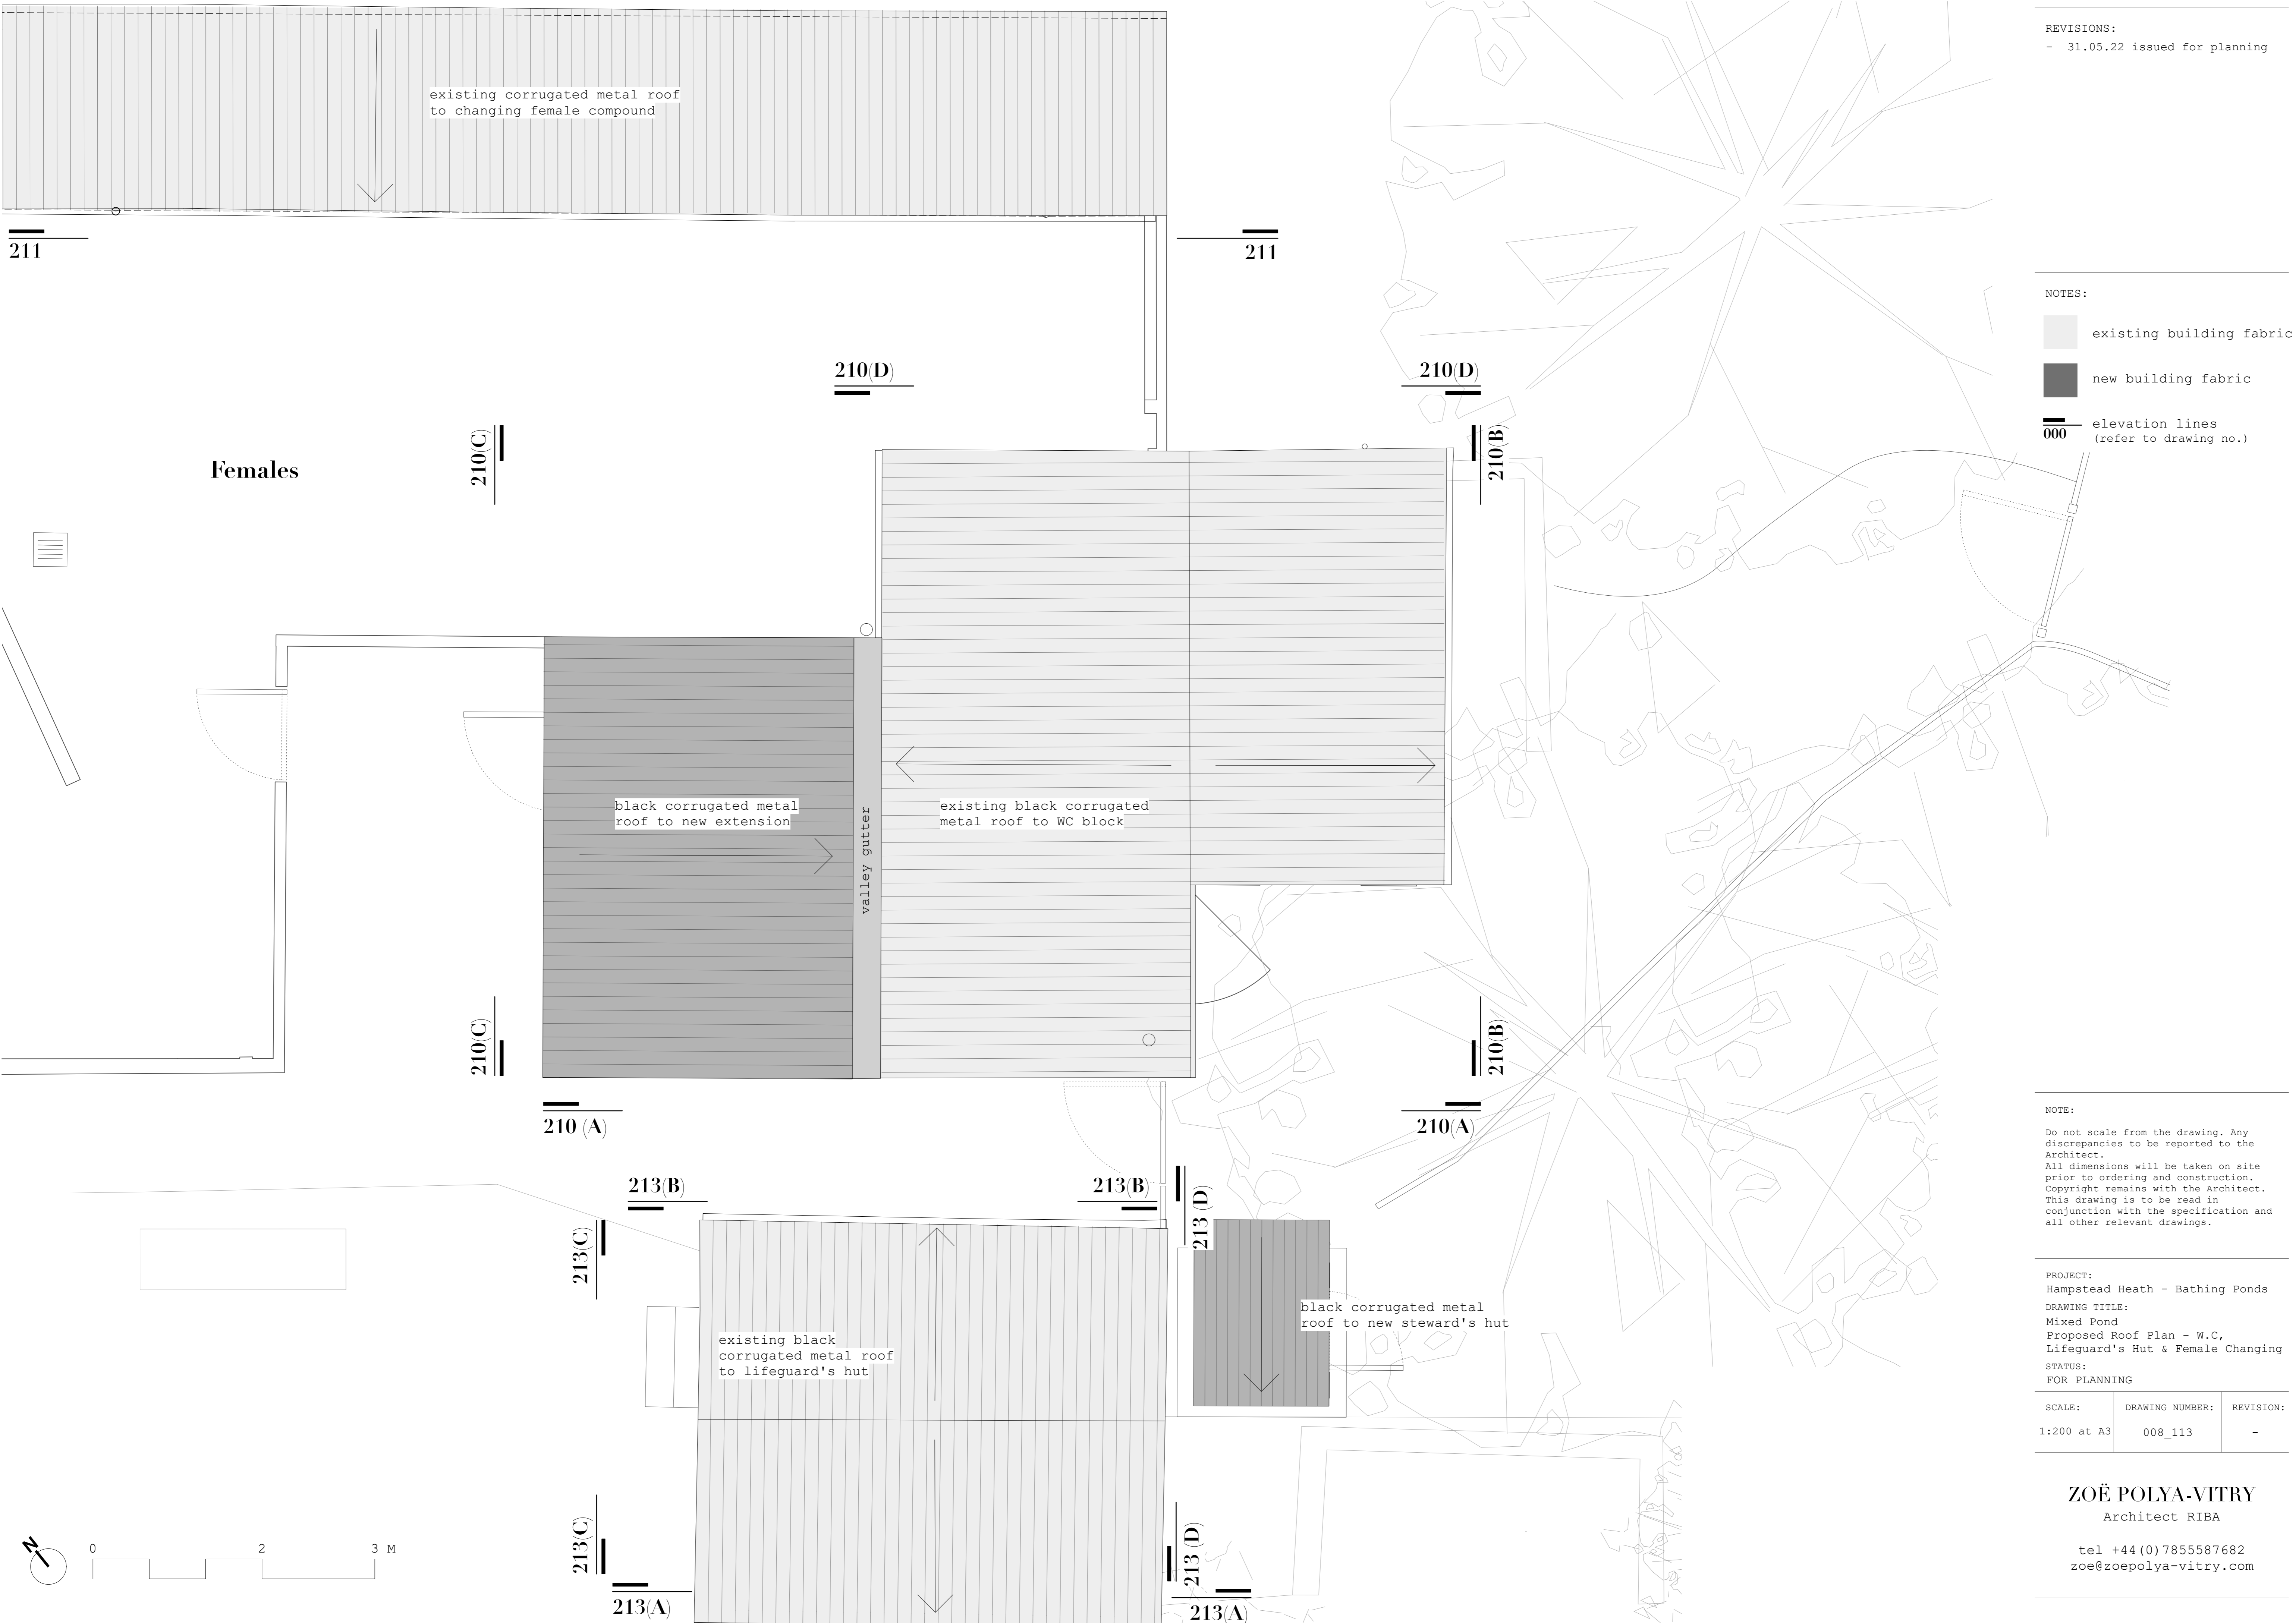 existing corrugated metal roof
to changing female compound
211
211
210(D)
210(D)
210(C)
210(B)
Females
black corrugated metal
roof to new extension
valley gutter
existing black corrugated
metal roof to WC block
210(C)
210(B)
210 (A)
210(A)
213(B)
213(B)
213 (D)
213(C)
black corrugated metal
roof to new steward's hut
existing black
corrugated metal roof
to lifeguard's hut
213(C)
213 (D)
213(A)
213(A)
N
0 2 3 M
REVISIONS:
- 31.05.22 issued for planning
NOTES:
existing building fabric
new building fabric
000
elevation lines
(refer to drawing no.)
NOTE:
Do not scale from the drawing. Any
discrepancies to be reported to the
Architect.
All dimensions will be taken on site
prior to ordering and construction.
Copyright remains with the Architect.
This drawing is to be read in
conjunction with the specification and
all other relevant drawings.
PROJECT:
Hampstead Heath - Bathing Ponds
DRAWING TITLE:
Mixed Pond
Proposed Roof Plan - W.C,
Lifeguard's Hut & Female Changing
STATUS:
FOR PLANNING
SCALE: DRAWING NUMBER: REVISION:
1:200 at A3 008_113 -
ZOË POLYA-VITRY
Architect RIBA
tel +44(0)7855587682
zoe@zoepolya-vitry.com